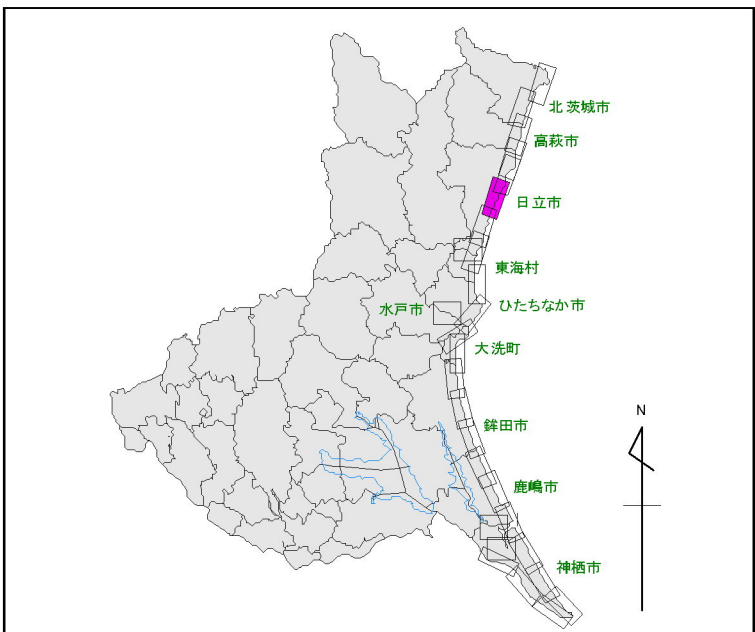 北茨城市
高萩市
日立市
東海村
ひたちなか市
水戸市
大洗町
N
鉾田市
鹿嶋市
神栖市